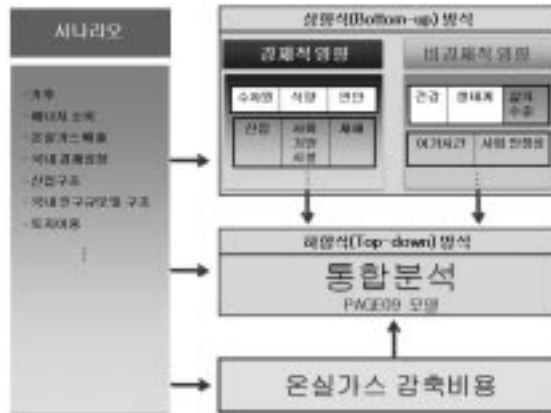 시나리오
- 기후
- 에너지 소비
- 온실가스 배출
- 국내 경제성장
- 산업구조
- 국내 인구규모 및 구조
- 토지이용
상향식(Bottom-up) 방식
경제적 영향
수자원 식량 연안
산업 사회기반시설 재해
비경제적 영향
건강 생태계 삶의 수준
여가시간 사회 안정성
하향식(Top-down) 방식
통합분석
PAGE09 모델
온실가스 감축비용